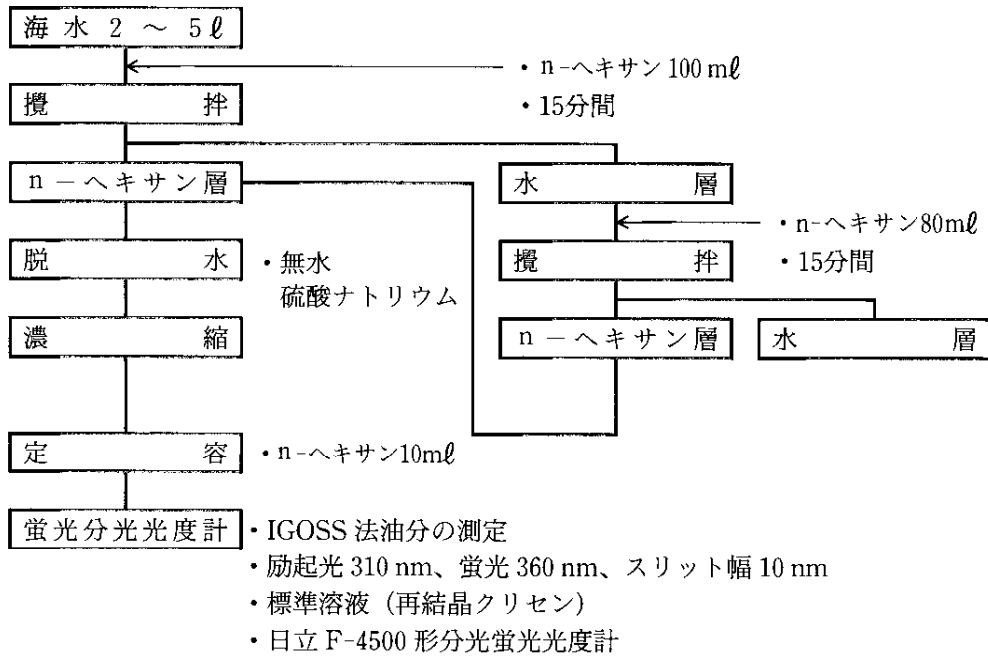 海水 2 ～ 5ℓ
・n-ヘキサン 100 mℓ
攪拌
・15分間
n－ヘキサン層
水層
・n-ヘキサン80mℓ
脱水
・無水
硫酸ナトリウム
攪拌
・15分間
濃縮
n－ヘキサン層
水層
定容
・n-ヘキサン10mℓ
蛍光分光光度計
・IGOSS 法油分の測定
・励起光 310 nm、蛍光 360 nm、スリット幅 10 nm
・標準溶液（再結晶クリセン）
・日立 F-4500 形分光蛍光光度計